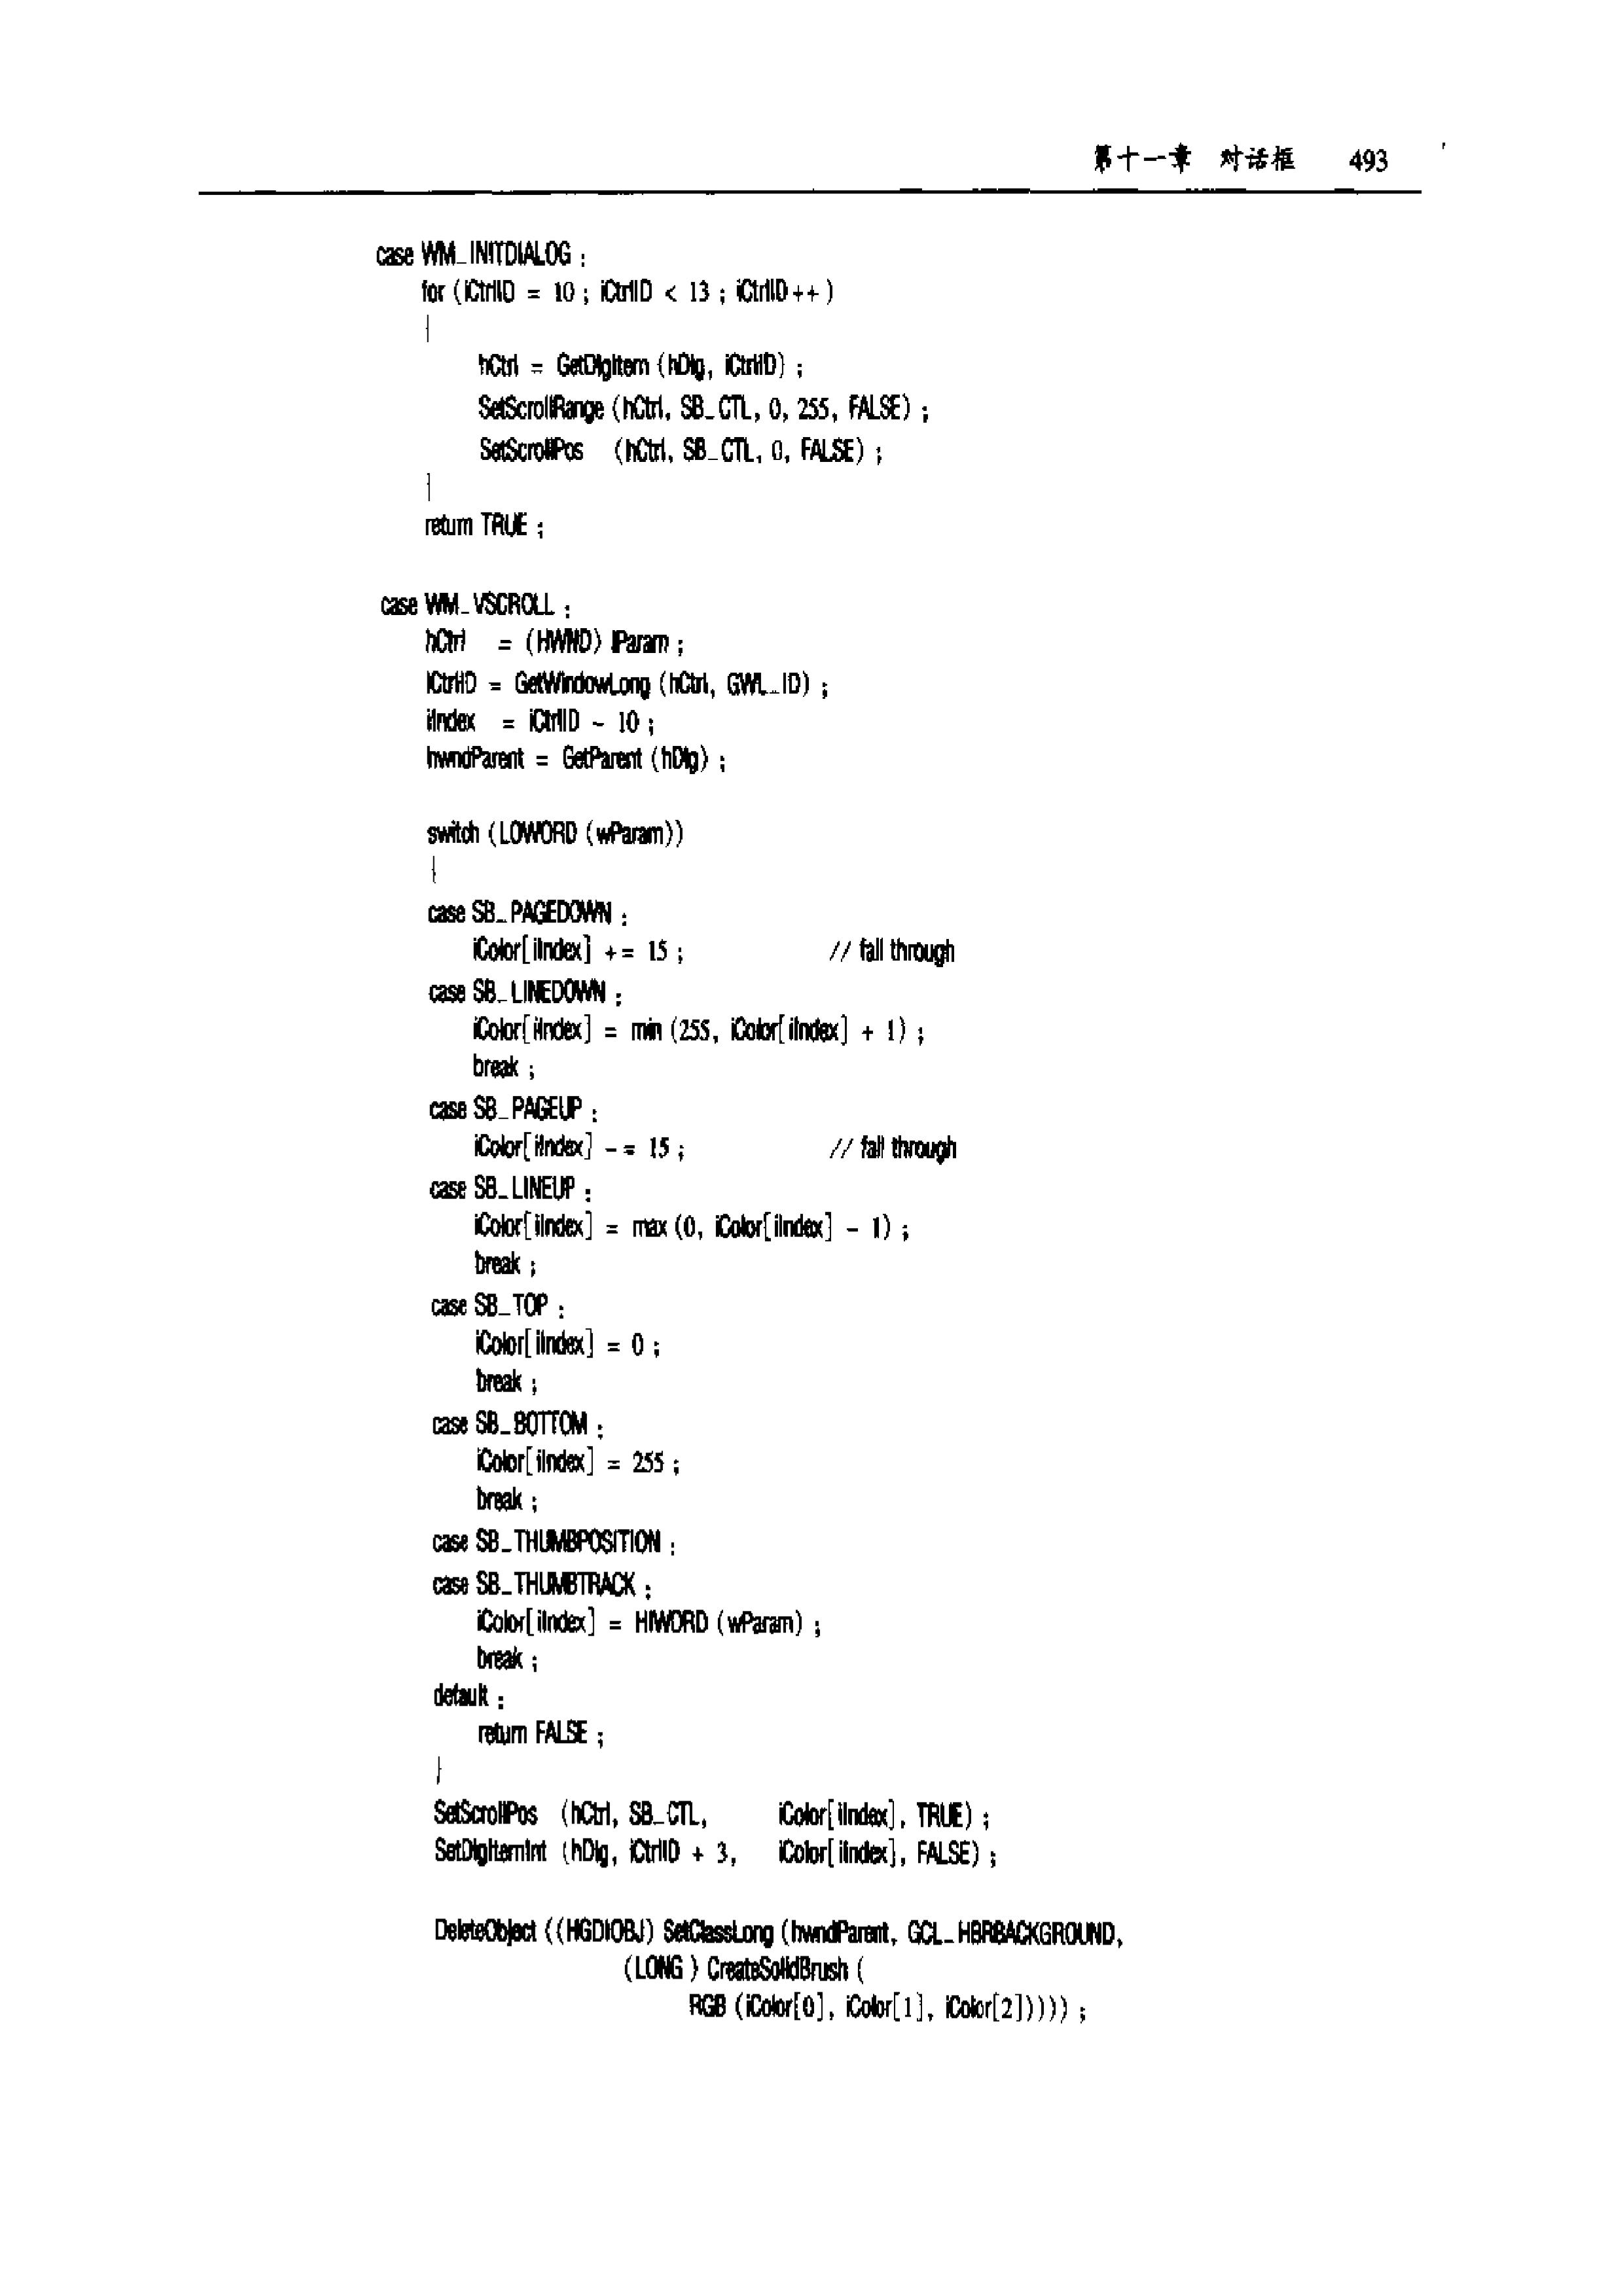 第十一章 对话框 493
case WM_INITDIALOG :
for (iCtrlID = 10 ; iCtrlID < 13 ; iCtrlID++ )
{
hCtrl = GetDlgItem (hDlg, iCtrlID) ;
SetScrollRange (hCtrl, SB_CTL, 0, 255, FALSE) ;
SetScrollPos (hCtrl, SB_CTL, 0, FALSE) ;
}
return TRUE ;
case WM_VSCROLL :
hCtrl = (HWND) lParam ;
iCtrlID = GetWindowLong (hCtrl, GWL_ID) ;
iIndex = iCtrlID - 10 ;
hwndParent = GetParent (hDlg) ;
switch (LOWORD (wParam))
{
case SB_PAGEDOWN :
iColor[iIndex] += 15 ; // fall through
case SB_LINEDOWN :
iColor[iIndex] = min (255, iColor[iIndex] + 1) ;
break ;
case SB_PAGEUP :
iColor[iIndex] -= 15 ; // fall through
case SB_LINEUP :
iColor[iIndex] = max (0, iColor[iIndex] - 1) ;
break ;
case SB_TOP :
iColor[iIndex] = 0 ;
break ;
case SB_BOTTOM :
iColor[iIndex] = 255 ;
break ;
case SB_THUMBPOSITION :
case SB_THUMBTRACK :
iColor[iIndex] = HIWORD (wParam) ;
break ;
default :
return FALSE ;
}
SetScrollPos (hCtrl, SB_CTL, iColor[iIndex], TRUE) ;
SetDlgItemInt (hDlg, iCtrlID + 3, iColor[iIndex], FALSE) ;
DeleteObject ((HGDIOBJ) SetClassLong (hwndParent, GCL_HBRBACKGROUND,
(LONG ) CreateSolidBrush (
RGB (iColor[0], iColor[1], iColor[2])))) ;